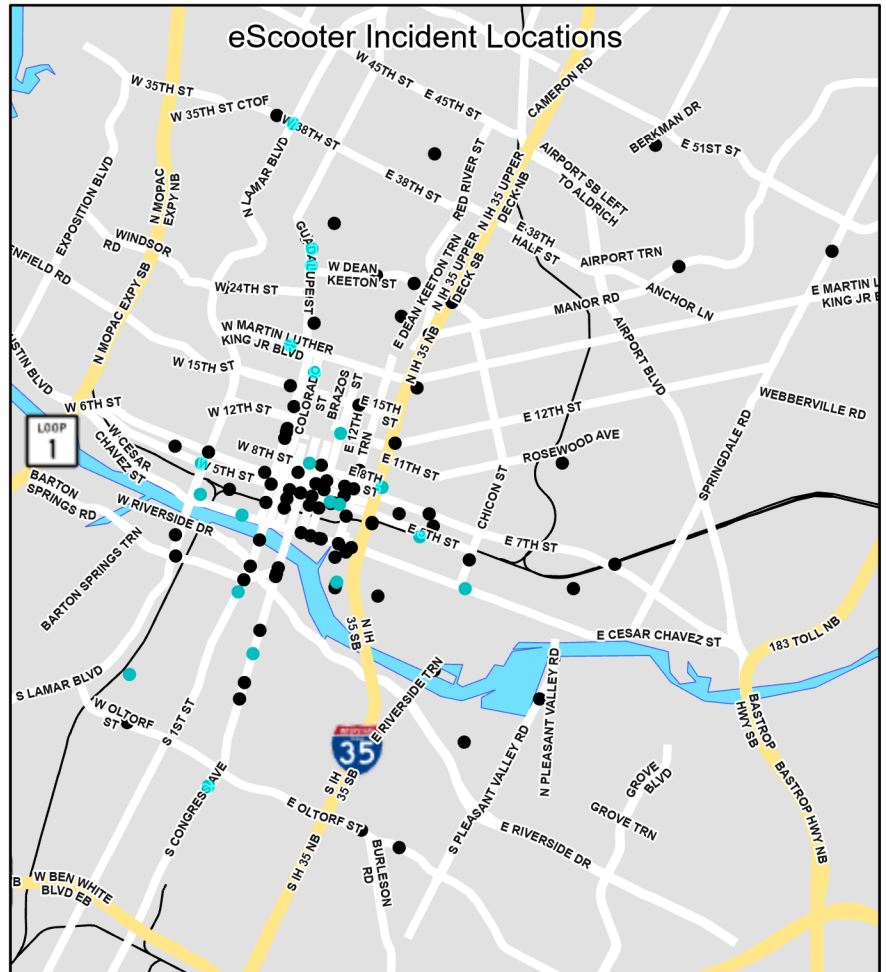 eScooter Incident Locations
W 45TH ST
E 45TH ST
CAMERON RD
W 35TH ST
W 35TH ST CTOF
W 38TH ST
BERKMAN DR
E 51ST ST
N LAMAR BLVD
E 38TH ST
RED RIVER ST
N IH 35 UPPER
DECK NB
AIRPORT SB LEFT
TO ALDRICH
EXPOSITION BLVD
N MOPAC
EXPY NB
WINDSOR
RD
GUADALUPE ST
E 38TH
HALF ST
AIRPORT TRN
ENFIELD RD
W DEAN
KEETON ST
E DEAN KEETON TRN
N IH 35 UPPER
DECK SB
ANCHOR LN
E MARTIN L
KING JR B
W 24TH ST
MANOR RD
N MOPAC EXPY SB
W MARTIN LUTHER
KING JR BLVD
N IH 35 NB
AIRPORT BLVD
USTIN BLVD
W 15TH ST
COLORADO
ST
BRAZOS
ST
E 15TH
ST
W 6TH ST
W 12TH ST
E 12TH
TRN
E 12TH ST
WEBBERVILLE RD
LOOP
1
W CESAR
CHAVEZ ST
W 8TH ST
E 11TH ST
ROSEWOOD AVE
SPRINGDALE RD
W 5TH ST
E 8TH
ST
CHICON ST
BARTON
SPRINGS RD
W RIVERSIDE DR
E 5TH ST
E 7TH ST
BARTON SPRINGS TRN
N IH
35 SB
E CESAR CHAVEZ ST
183 TOLL NB
S LAMAR BLVD
E RIVERSIDE TRN
N PLEASANT VALLEY RD
W OLTORF
ST
S 1ST ST
35
BASTROP
HWY SB
BASTROP HWY NB
S CONGRESS AVE
S IH
35 SB
S PLEASANT VALLEY RD
GROVE
BLVD
E OLTORF ST
GROVE TRN
E RIVERSIDE DR
S IH 35 NB
BURLESON
RD
B
W BEN WHITE
BLVD EB